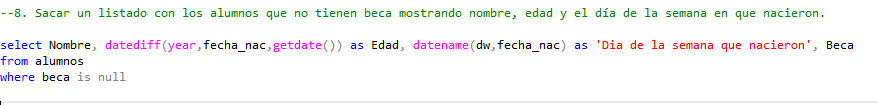 --8. Sacar un listado con los alumnos que no tienen beca mostrando nombre, edad y el día de la semana en que nacieron.
select Nombre, datediff(year,fecha_nac,getdate()) as Edad, datename(dw,fecha_nac) as 'Dia de la semana que nacieron', Beca
from alumnos
where beca is null